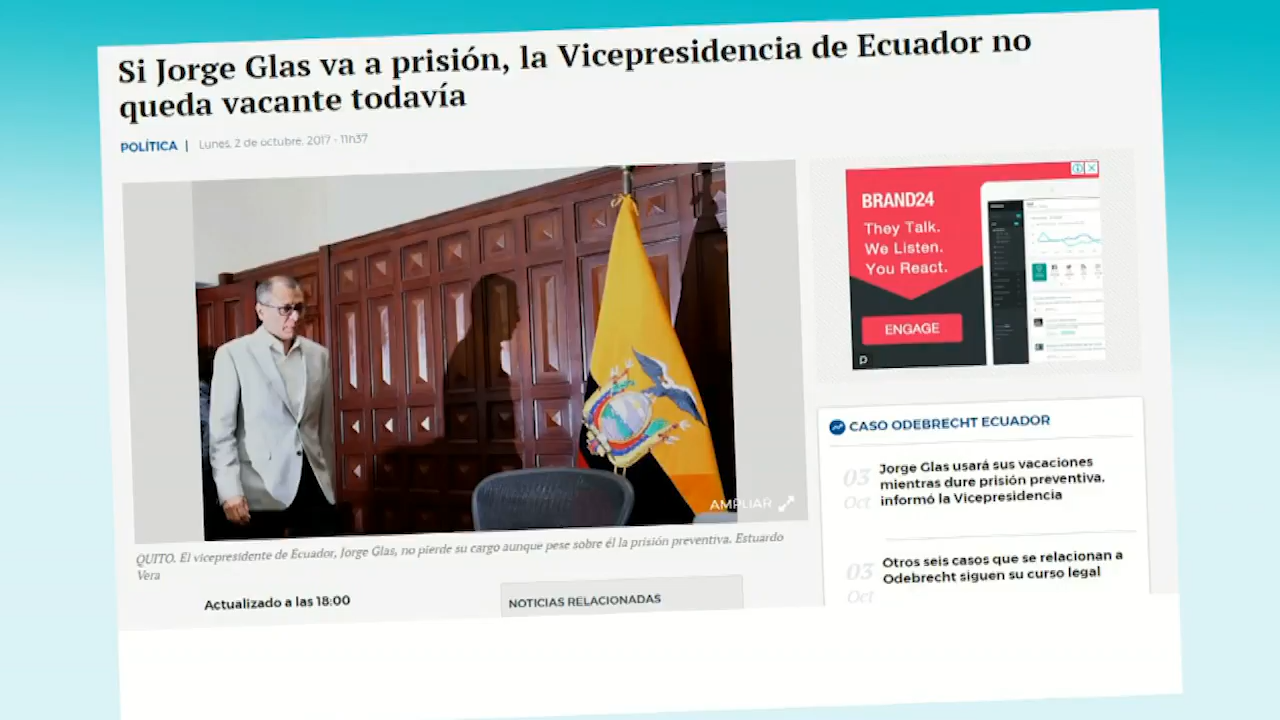 Si Jorge Glas va a prisión, la Vicepresidencia de Ecuador no
queda vacante todavía
POLÍTICA | Lunes, 2 de octubre, 2017 - 11h37
AMPLIAR
QUITO. El vicepresidente de Ecuador, Jorge Glas, no pierde su cargo aunque pese sobre él la prisión preventiva. Estuardo
Vera
Actualizado a las 18:00
NOTICIAS RELACIONADAS
BRAND24
They Talk.
We Listen.
You React.
ENGAGE
CASO ODEBRECHT ECUADOR
03
Oct
Jorge Glas usará sus vacaciones
mientras dure prisión preventiva,
informó la Vicepresidencia
03
Oct
Otros seis casos que se relacionan a
Odebrecht siguen su curso legal